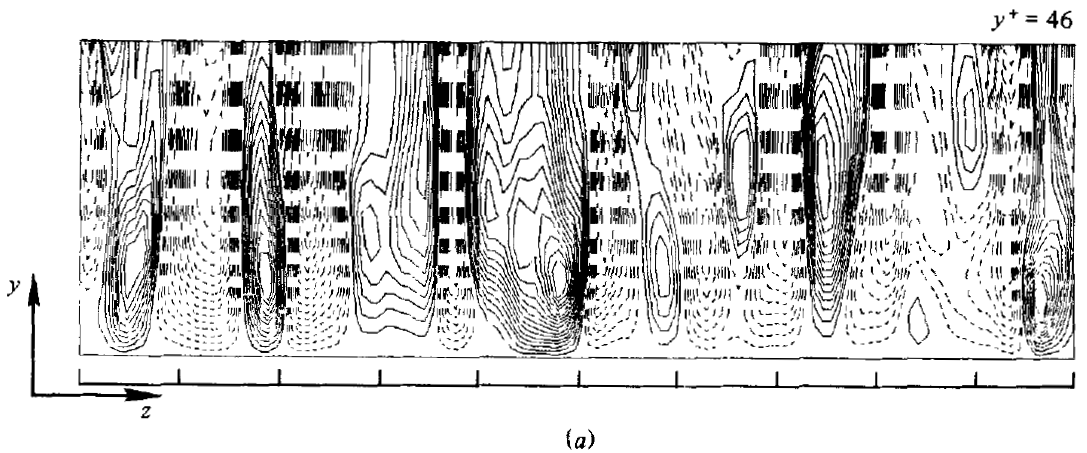 y⁺ = 46
y
z
(a)